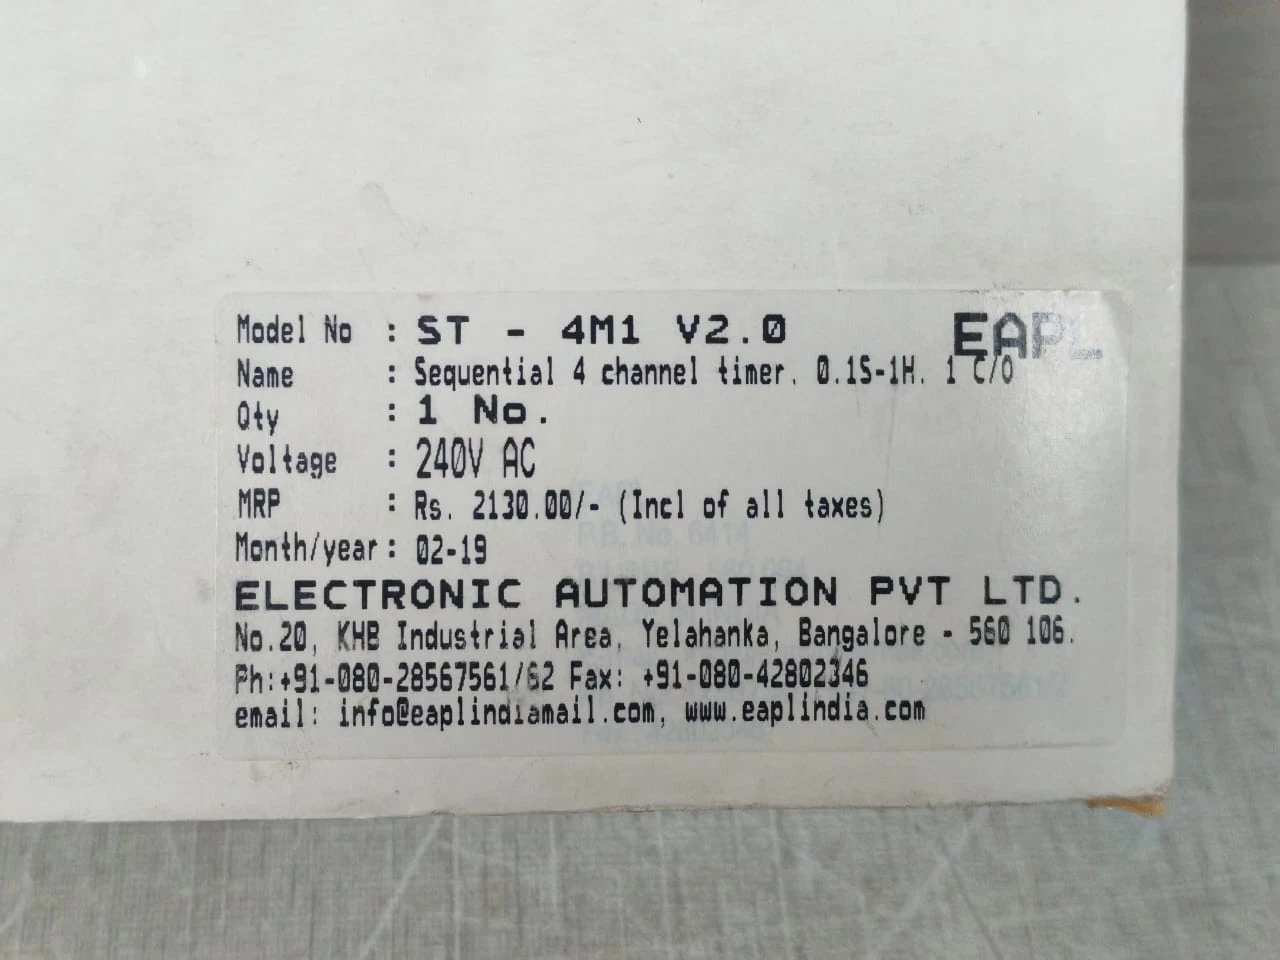 Model No : ST - 4M1 V2.0 EAPL
Name : Sequential 4 channel timer. 0.1S-1H. 1 C/O
Qty : 1 No.
Voltage : 240V AC
MRP : Rs. 2130.00/- (Incl of all taxes)
Month/year : 02-19
ELECTRONIC AUTOMATION PVT LTD.
No.20, KHB Industrial Area, Yelahanka, Bangalore - 560 106.
Ph:+91-080-28567561/62 Fax: +91-080-42802346
email: info@eaplindiamail.com, www.eaplindia.com